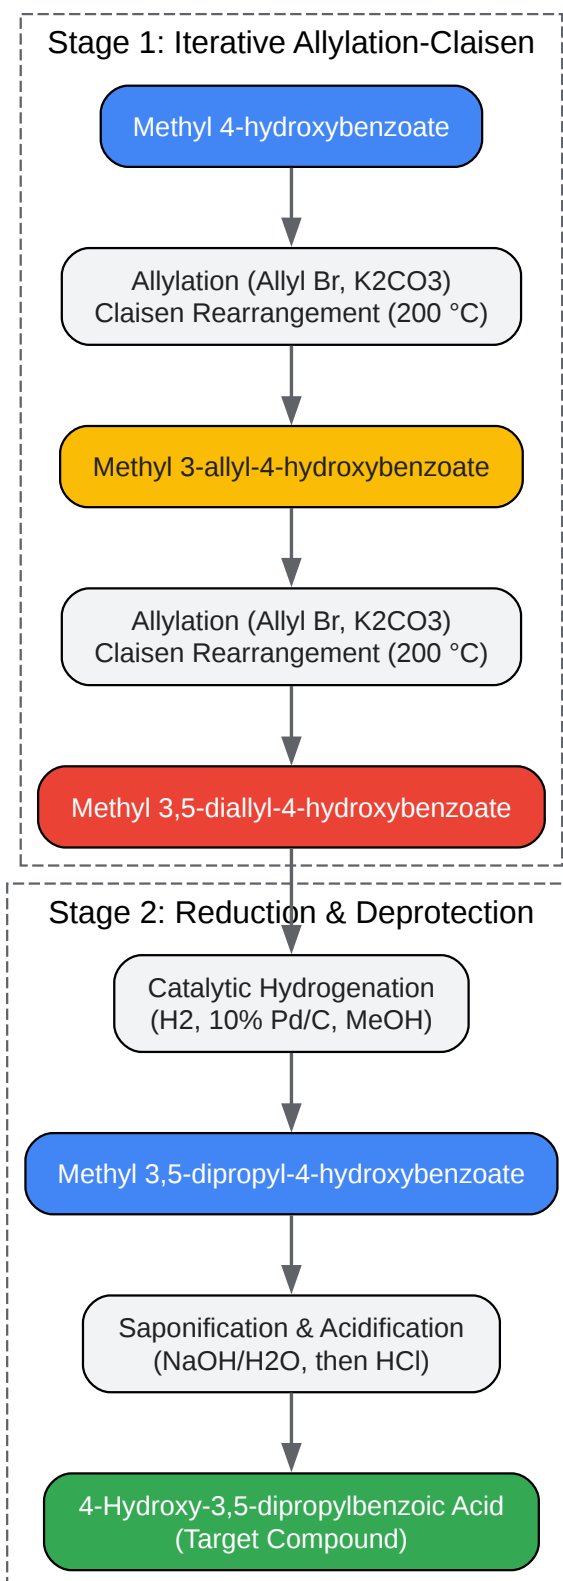 Stage 1: Iterative Allylation-Claisen
Methyl 4-hydroxybenzoate
Allylation (Allyl Br, K2CO3)
Claisen Rearrangement (200 °C)
Methyl 3-allyl-4-hydroxybenzoate
Allylation (Allyl Br, K2CO3)
Claisen Rearrangement (200 °C)
Methyl 3,5-diallyl-4-hydroxybenzoate
Stage 2: Reduction & Deprotection
Catalytic Hydrogenation
(H2, 10% Pd/C, MeOH)
Methyl 3,5-dipropyl-4-hydroxybenzoate
Saponification & Acidification
(NaOH/H2O, then HCl)
4-Hydroxy-3,5-dipropylbenzoic Acid
(Target Compound)